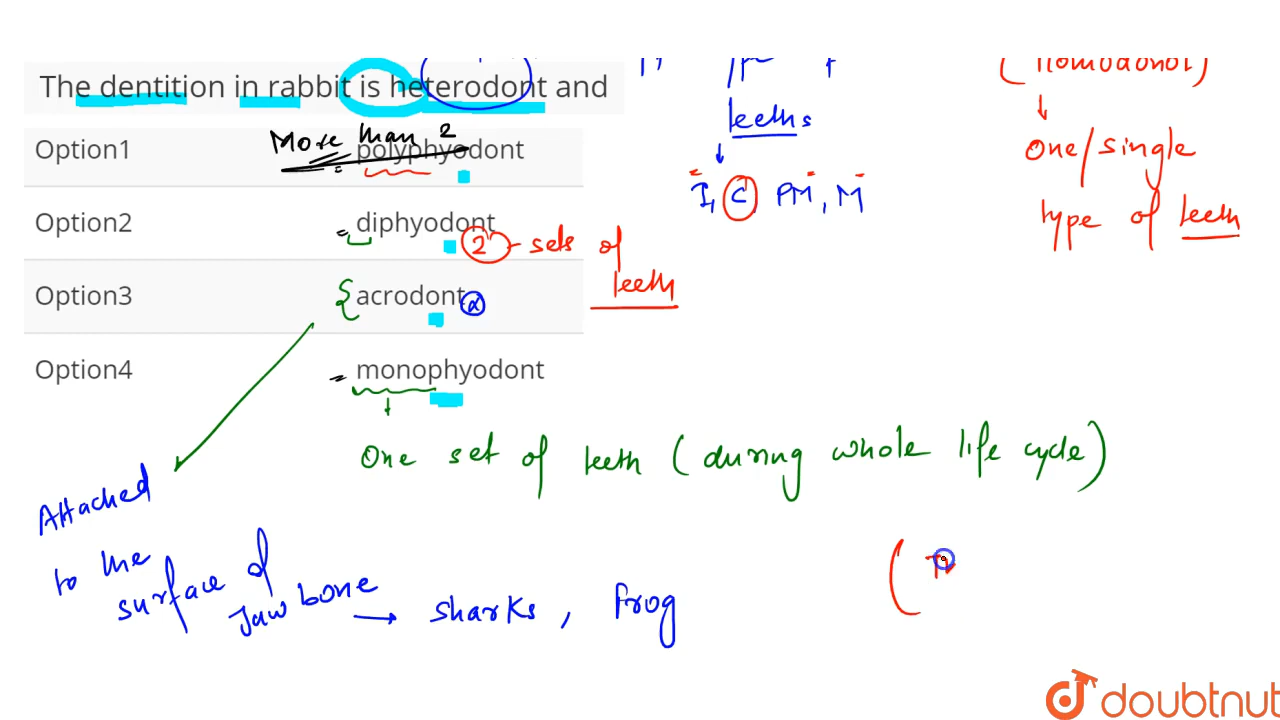 The dentition in rabbit is heterodont and
Option1 polyphyodont
More than 2
Option2 diphyodont
2 - sets of
teeth
Option3 acrodont
Option4 monophyodont
teeths
I, C, PM, M
One/single
type of teeth
One set of teeth (during whole life cycle)
Attached
to the
surface of
Jaw bone → sharks, frog
doubtnut